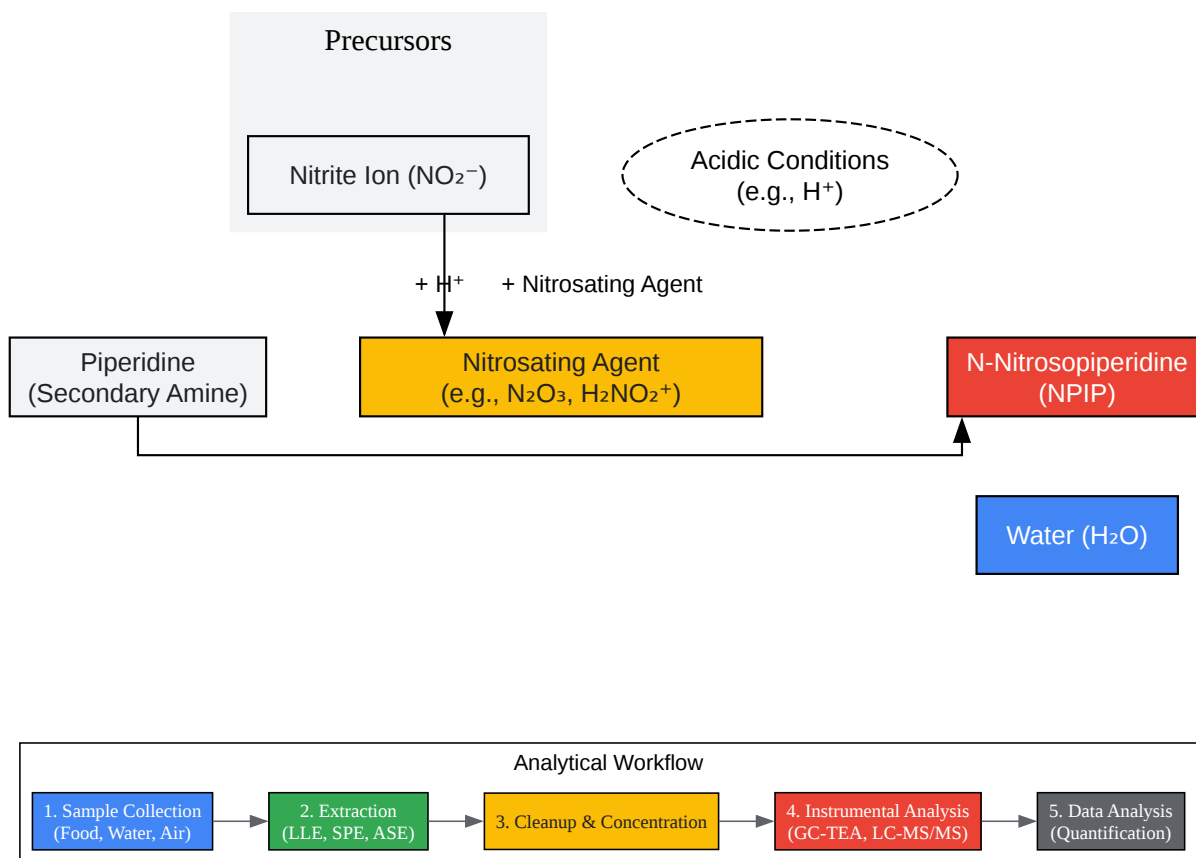 Precursors
Nitrite Ion (NO₂⁻)
Acidic Conditions
(e.g., H⁺)
+ H⁺
+ Nitrosating Agent
Piperidine
(Secondary Amine)
Nitrosating Agent
(e.g., N₂O₃, H₂NO₂⁺)
N-Nitrosopiperidine
(NPIP)
Water (H₂O)
Analytical Workflow
1. Sample Collection
(Food, Water, Air)
2. Extraction
(LLE, SPE, ASE)
3. Cleanup & Concentration
4. Instrumental Analysis
(GC-TEA, LC-MS/MS)
5. Data Analysis
(Quantification)